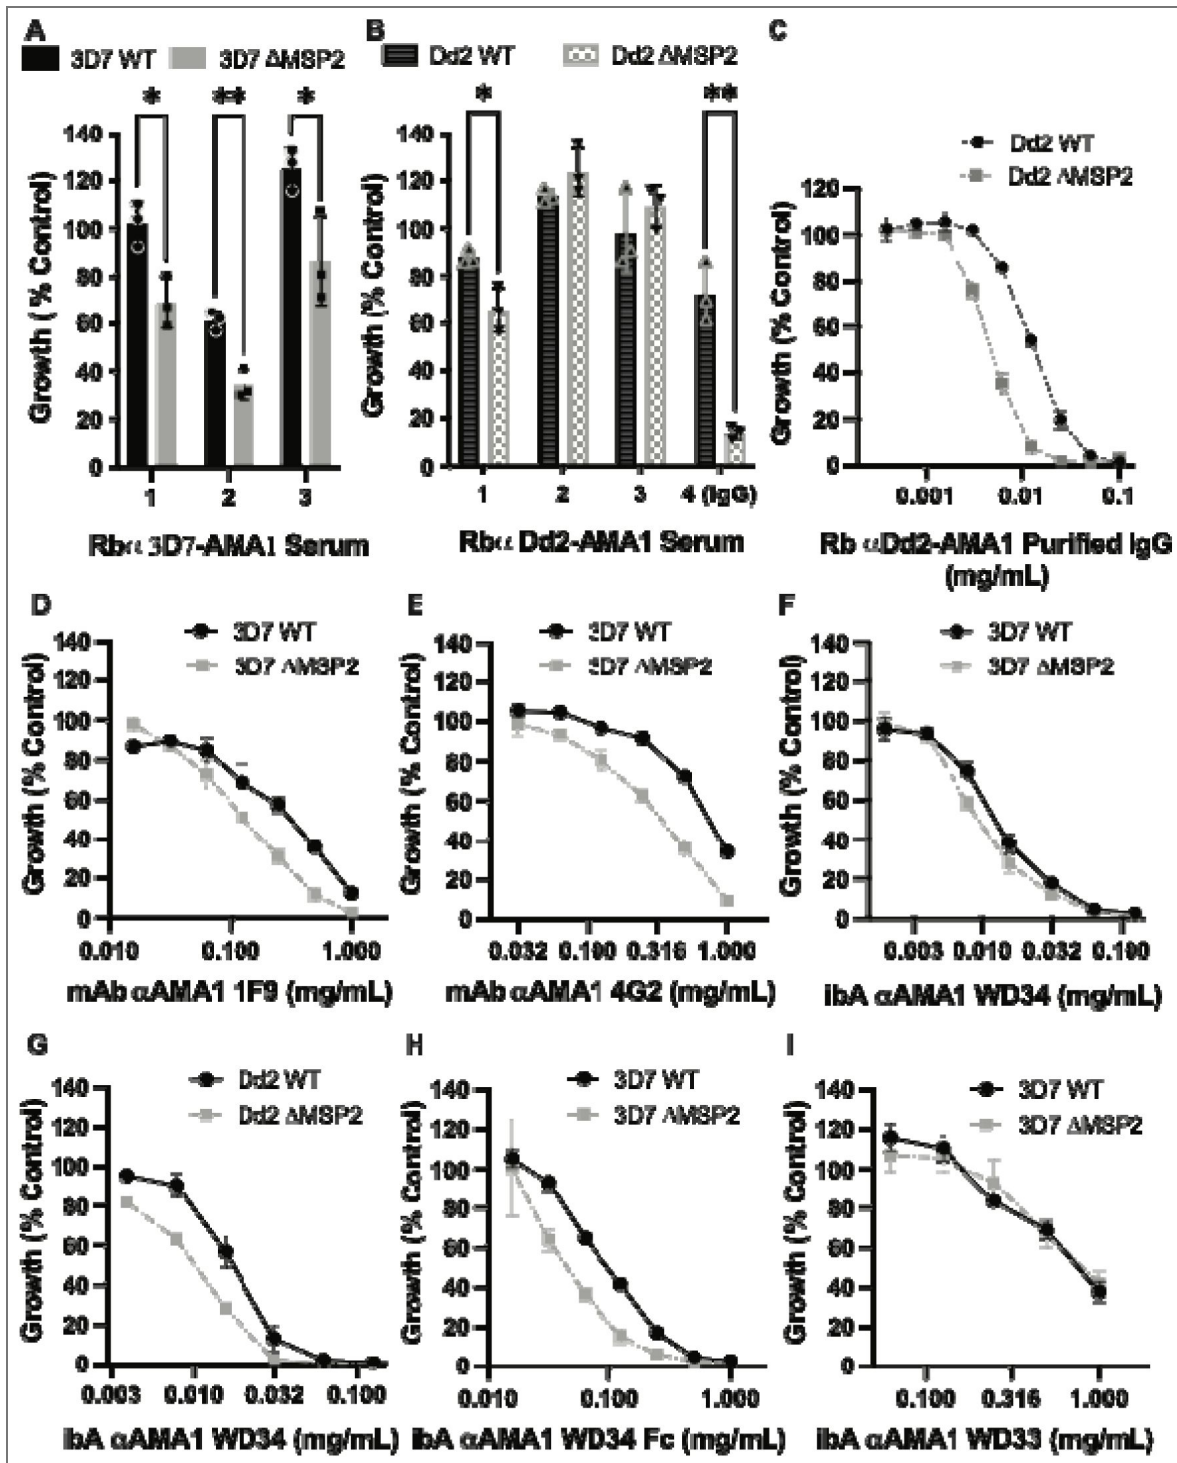 A
3D7 WT 3D7 ΔMSP2
* ** *
Growth (% Control)
140
120
100
80
60
40
20
0
1 2 3
Rbα 3D7-AMA1 Serum
B
Dd2 WT Dd2 ΔMSP2
* **
Growth (% Control)
140
120
100
80
60
40
20
0
1 2 3 4 (IgG)
Rbα Dd2-AMA1 Serum
C
Dd2 WT
Dd2 ΔMSP2
Growth (% Control)
120
100
80
60
40
20
0
0.001 0.01 0.1
Rb αDd2-AMA1 Purified IgG
(mg/mL)
D
3D7 WT
3D7 ΔMSP2
Growth (% Control)
140
120
100
80
60
40
20
0
0.010 0.100 1.000
mAb αAMA1 1F9 (mg/mL)
E
3D7 WT
3D7 ΔMSP2
Growth (% Control)
140
120
100
80
60
40
20
0
0.032 0.100 0.316 1.000
mAb αAMA1 4G2 (mg/mL)
F
3D7 WT
3D7 ΔMSP2
Growth (% Control)
140
120
100
80
60
40
20
0
0.003 0.010 0.032 0.100
ibA αAMA1 WD34 (mg/mL)
G
Dd2 WT
Dd2 ΔMSP2
Growth (% Control)
140
120
100
80
60
40
20
0
0.003 0.010 0.032 0.100
ibA αAMA1 WD34 (mg/mL)
H
3D7 WT
3D7 ΔMSP2
Growth (% Control)
140
120
100
80
60
40
20
0
0.010 0.100 1.000
ibA αAMA1 WD34 Fc (mg/mL)
I
3D7 WT
3D7 ΔMSP2
Growth (% Control)
140
120
100
80
60
40
20
0
0.100 0.316 1.000
ibA αAMA1 WD33 (mg/mL)